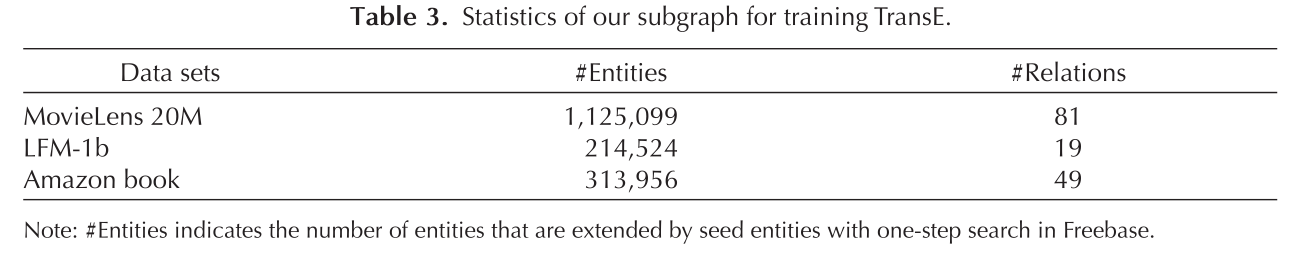 Table 3. Statistics of our subgraph for training TransE.
Data sets #Entities #Relations
MovieLens 20M 1,125,099 81
LFM-1b 214,524 19
Amazon book 313,956 49
Note: #Entities indicates the number of entities that are extended by seed entities with one-step search in Freebase.